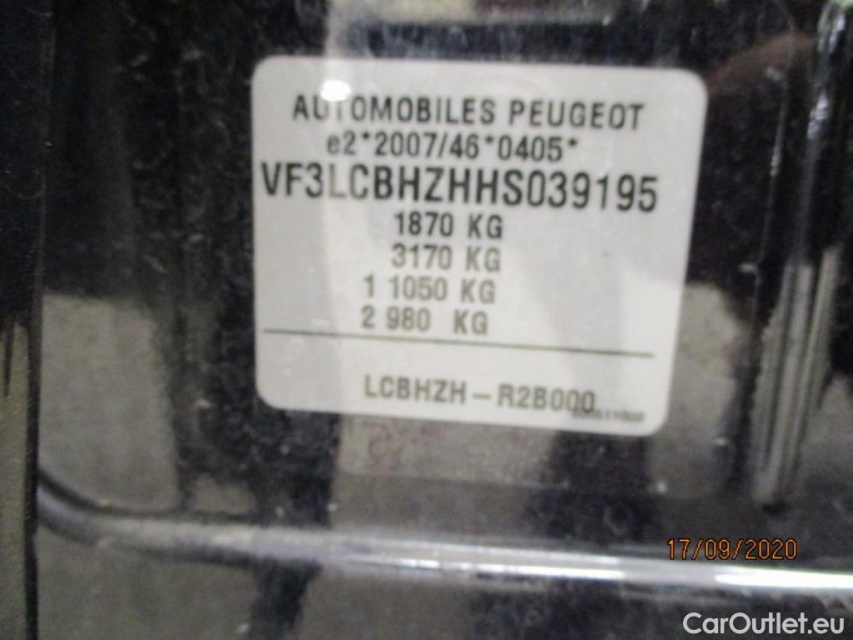 AUTOMOBILES PEUGEOT
e2*2007/46*0405*
VF3LCBHZHHS039195
1870 KG
3170 KG
1 1050 KG
2 980 KG
LCBHZH-R2B000
17/09/2020
CarOutlet.eu